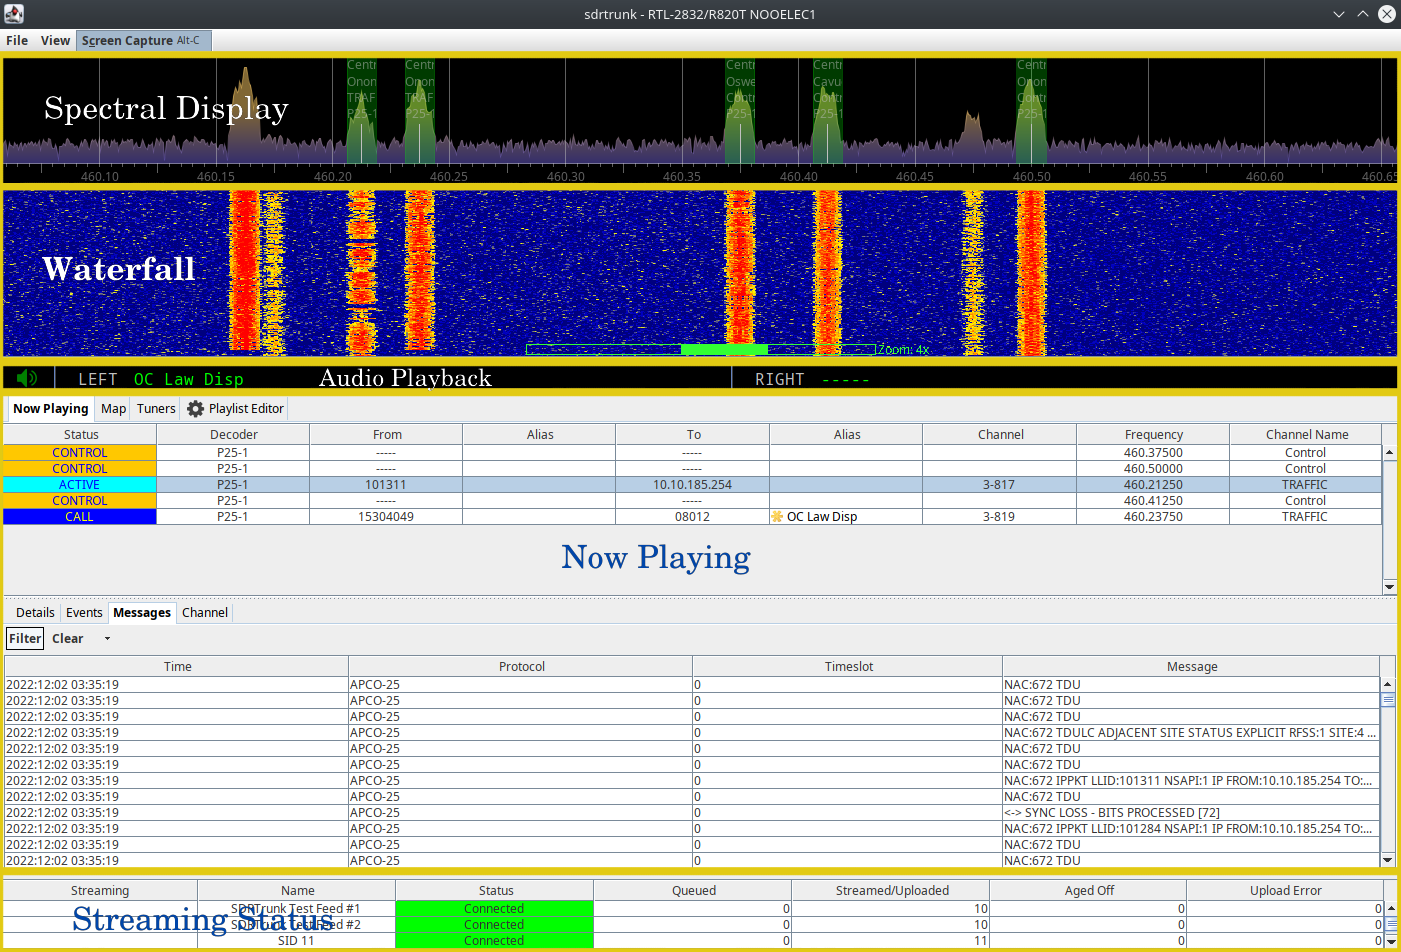 sdrtrunk - RTL-2832/R820T NOOELEC1
File View Screen Capture Alt-C
Centr Centr Centr Centr Centr
Onon Onon Oswe Onon
TRAF TRAF Contr Contr Contr
P25-1 P25-1 P25-1 P25-1 P25-1
Spectral Display
460.10 460.15 460.20 460.25 460.30 460.35 460.40 460.45 460.50 460.55 460.60 460.65
Waterfall
Zoom: 4x
LEFT OC Law Disp Audio Playback RIGHT -----
Now Playing Map Tuners Playlist Editor
Status Decoder From Alias To Alias Channel Frequency Channel Name
CONTROL P25-1 ----- ----- 460.37500 Control
CONTROL P25-1 ----- ----- 460.50000 Control
ACTIVE P25-1 101311 10.10.185.254 3-817 460.21250 TRAFFIC
CONTROL P25-1 ----- ----- 460.41250 Control
CALL P25-1 15304049 08012 OC Law Disp 3-819 460.23750 TRAFFIC
Now Playing
Details Events Messages Channel
Filter Clear
Time Protocol Timeslot Message
2022:12:02 03:35:19 APCO-25 0 NAC:672 TDU
2022:12:02 03:35:19 APCO-25 0 NAC:672 TDU
2022:12:02 03:35:19 APCO-25 0 NAC:672 TDU
2022:12:02 03:35:19 APCO-25 0 NAC:672 TDULC ADJACENT SITE STATUS EXPLICIT RFSS:1 SITE:4 ...
2022:12:02 03:35:19 APCO-25 0 NAC:672 TDU
2022:12:02 03:35:19 APCO-25 0 NAC:672 TDU
2022:12:02 03:35:19 APCO-25 0 NAC:672 IPPKT LLID:101311 NSAPI:1 IP FROM:10.10.185.254 TO:...
2022:12:02 03:35:19 APCO-25 0 NAC:672 TDU
2022:12:02 03:35:19 APCO-25 0 <-> SYNC LOSS - BITS PROCESSED [72]
2022:12:02 03:35:19 APCO-25 0 NAC:672 IPPKT LLID:101284 NSAPI:1 IP FROM:10.10.185.254 TO:...
2022:12:02 03:35:19 APCO-25 0 NAC:672 TDU
2022:12:02 03:35:19 APCO-25 0 NAC:672 TDU
Streaming Name Status Queued Streamed/Uploaded Aged Off Upload Error
SDRTrunk Test Feed #1 Connected 0 10 0 0
Streaming Status
SDRTrunk Test Feed #2 Connected 0 10 0 0
SID 11 Connected 0 11 0 0